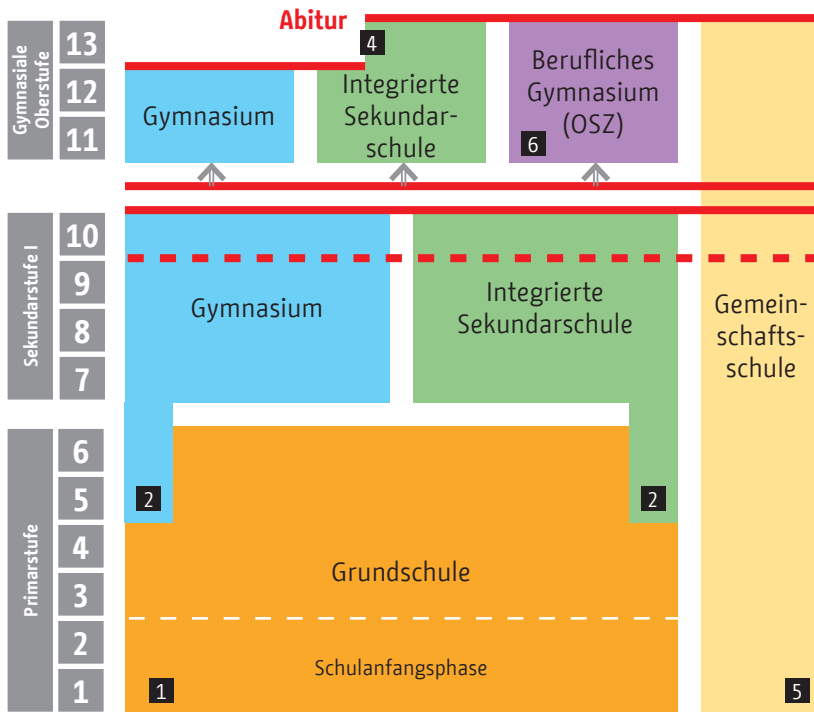 Abitur
4
13
12
11
Gymnasiale
Oberstufe
Gymnasium
Integrierte
Sekundar-
schule
Berufliches
Gymnasium
(OSZ)
6
10
9
8
7
Sekundarstufe I
Gymnasium
Integrierte
Sekundarschule
Gemein-
schafts-
schule
6
5
4
3
2
1
Primarstufe
2
2
Grundschule
Schulanfangsphase
1
5